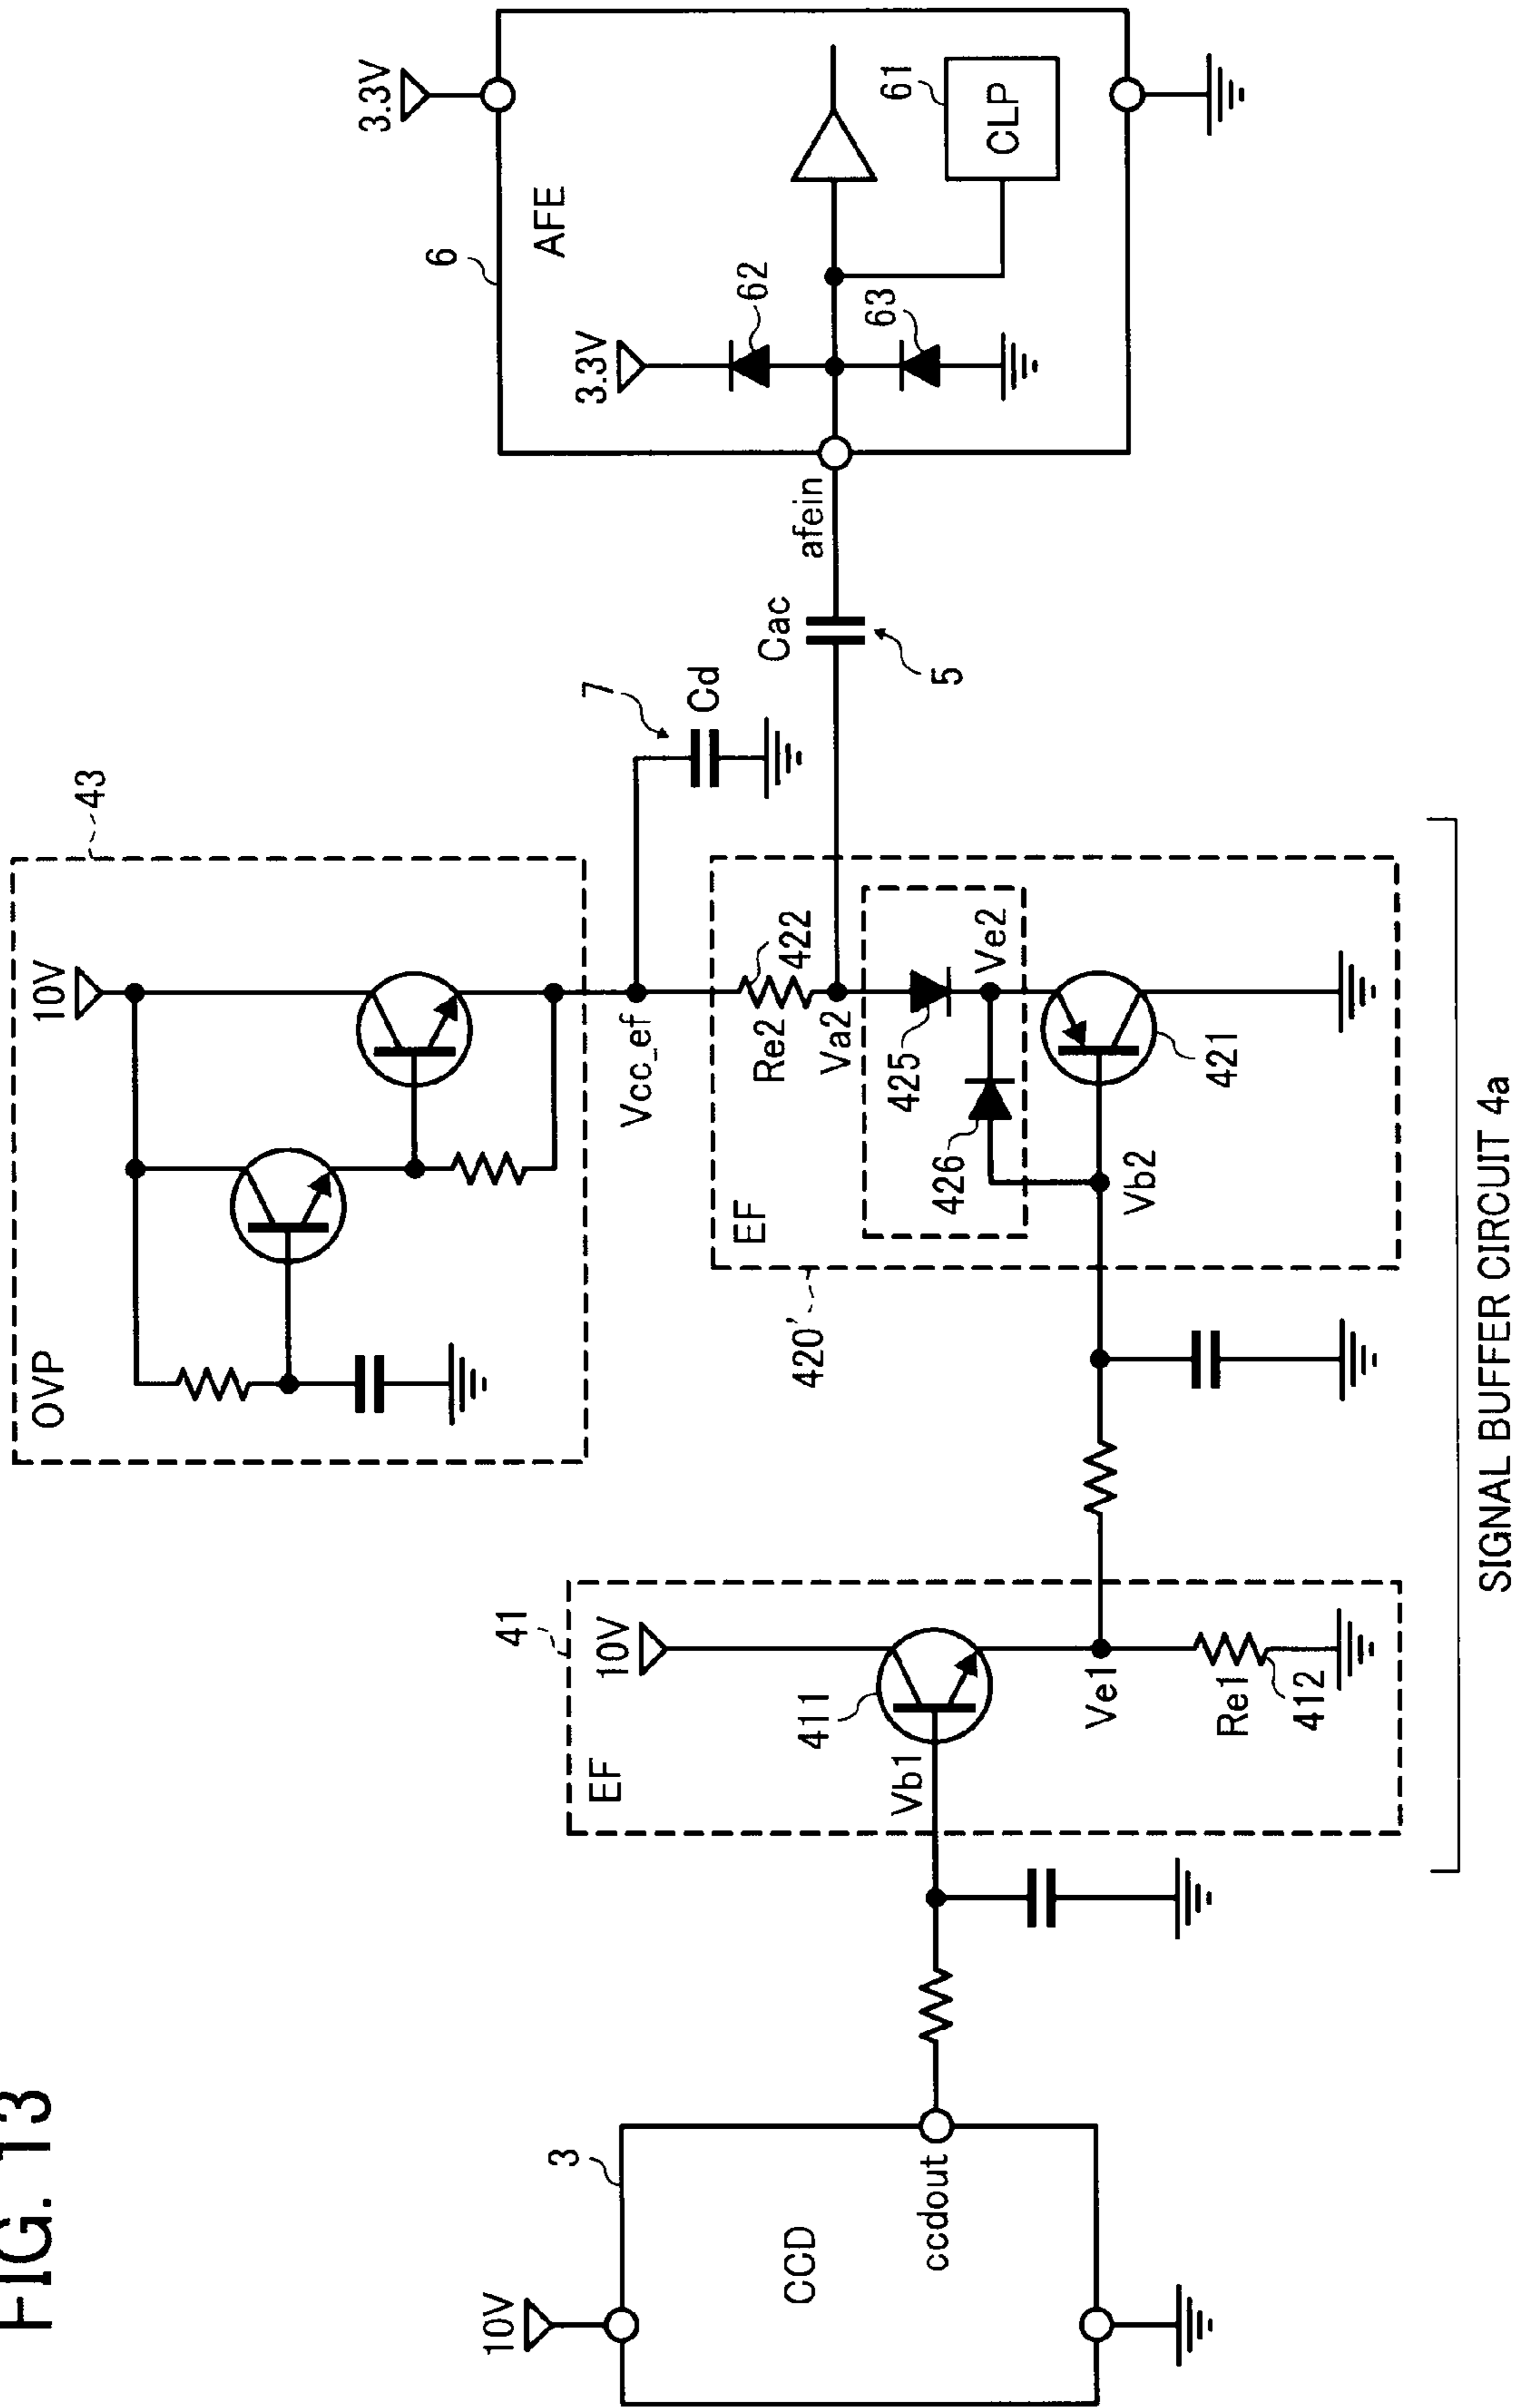 FIG. 13
10V
3
CCD
ccdout
41
EF
10V
411
Vb1
Ve1
Re1
412
OVP
10V
43
Vcc_ef
7
Cd
420'
EF
Re2
422
Va2
425
Ve2
426
Vb2
421
Cac
5
afein
6
AFE
3.3V
3.3V
62
63
61
CLP
SIGNAL BUFFER CIRCUIT 4a